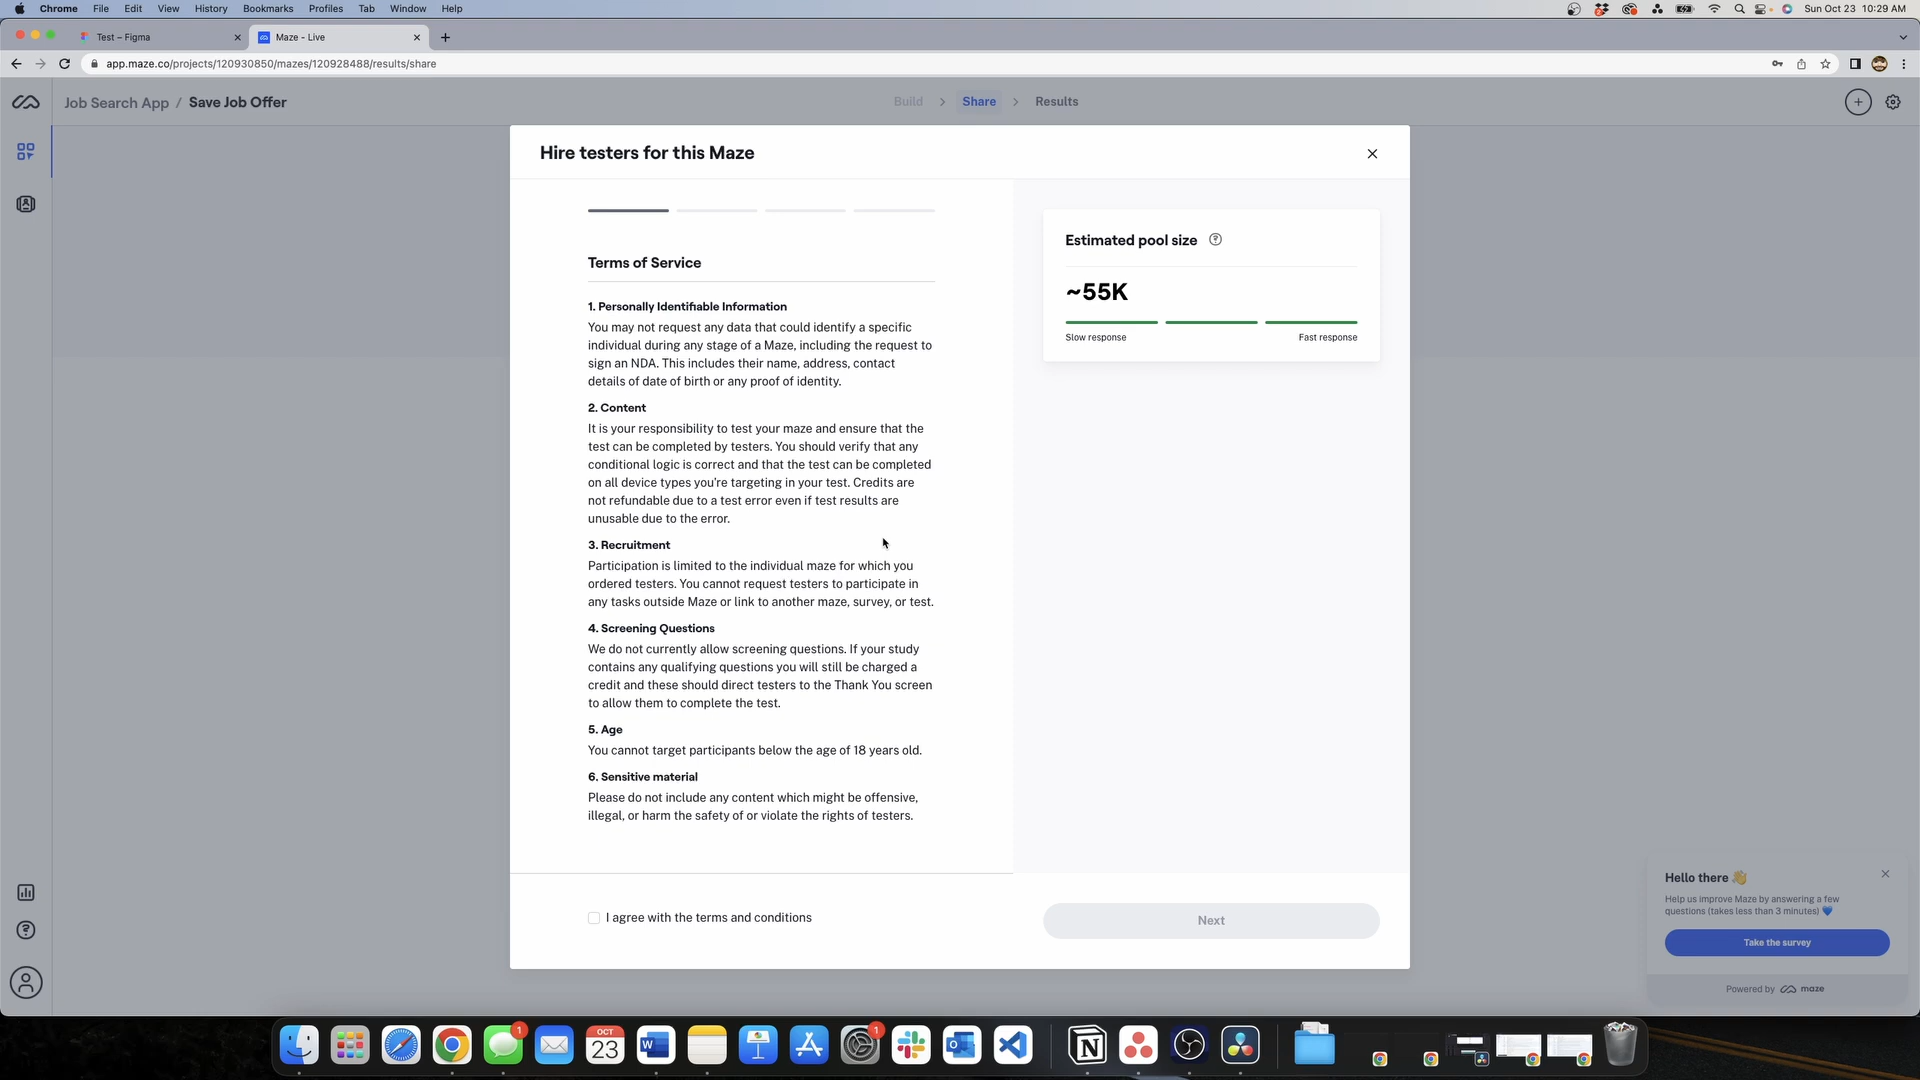 Chrome File Edit View History Bookmarks Profiles Tab Window Help
Sun Oct 23 10:29 AM
Test – Figma
Maze - Live
app.maze.co/projects/120930850/mazes/120928488/results/share
Job Search App / Save Job Offer
Build
Share
Results
Hire testers for this Maze
Terms of Service
1. Personally Identifiable Information
You may not request any data that could identify a specific
individual during any stage of a Maze, including the request to
sign an NDA. This includes their name, address, contact
details of date of birth or any proof of identity.
2. Content
It is your responsibility to test your maze and ensure that the
test can be completed by testers. You should verify that any
conditional logic is correct and that the test can be completed
on all device types you're targeting in your test. Credits are
not refundable due to a test error even if test results are
unusable due to the error.
3. Recruitment
Participation is limited to the individual maze for which you
ordered testers. You cannot request testers to participate in
any tasks outside Maze or link to another maze, survey, or test.
4. Screening Questions
We do not currently allow screening questions. If your study
contains any qualifying questions you will still be charged a
credit and these should direct testers to the Thank You screen
to allow them to complete the test.
5. Age
You cannot target participants below the age of 18 years old.
6. Sensitive material
Please do not include any content which might be offensive,
illegal, or harm the safety of or violate the rights of testers.
I agree with the terms and conditions
Estimated pool size
~55K
Slow response
Fast response
Next
Hello there 👋
Help us improve Maze by answering a few
questions (takes less than 3 minutes) 💙
Take the survey
Powered by maze
1
OCT
23
1